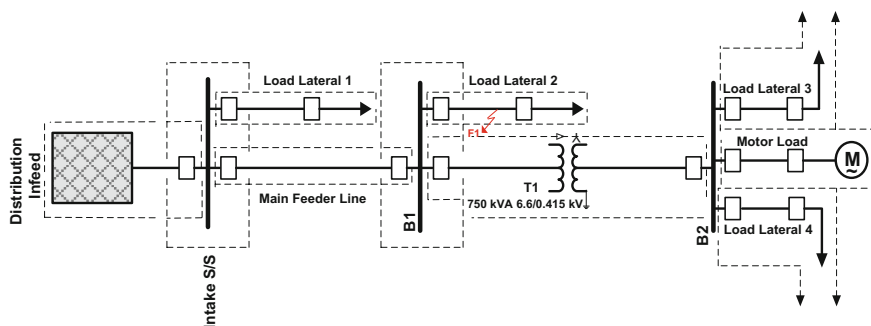 Load Lateral 1
Load Lateral 2
Load Lateral 3
F1
Distribution
Infeed
Motor Load
M
~
T1
Main Feeder Line
750 kVA 6.6/0.415 kV
B1
B2
Load Lateral 4
Intake S/S